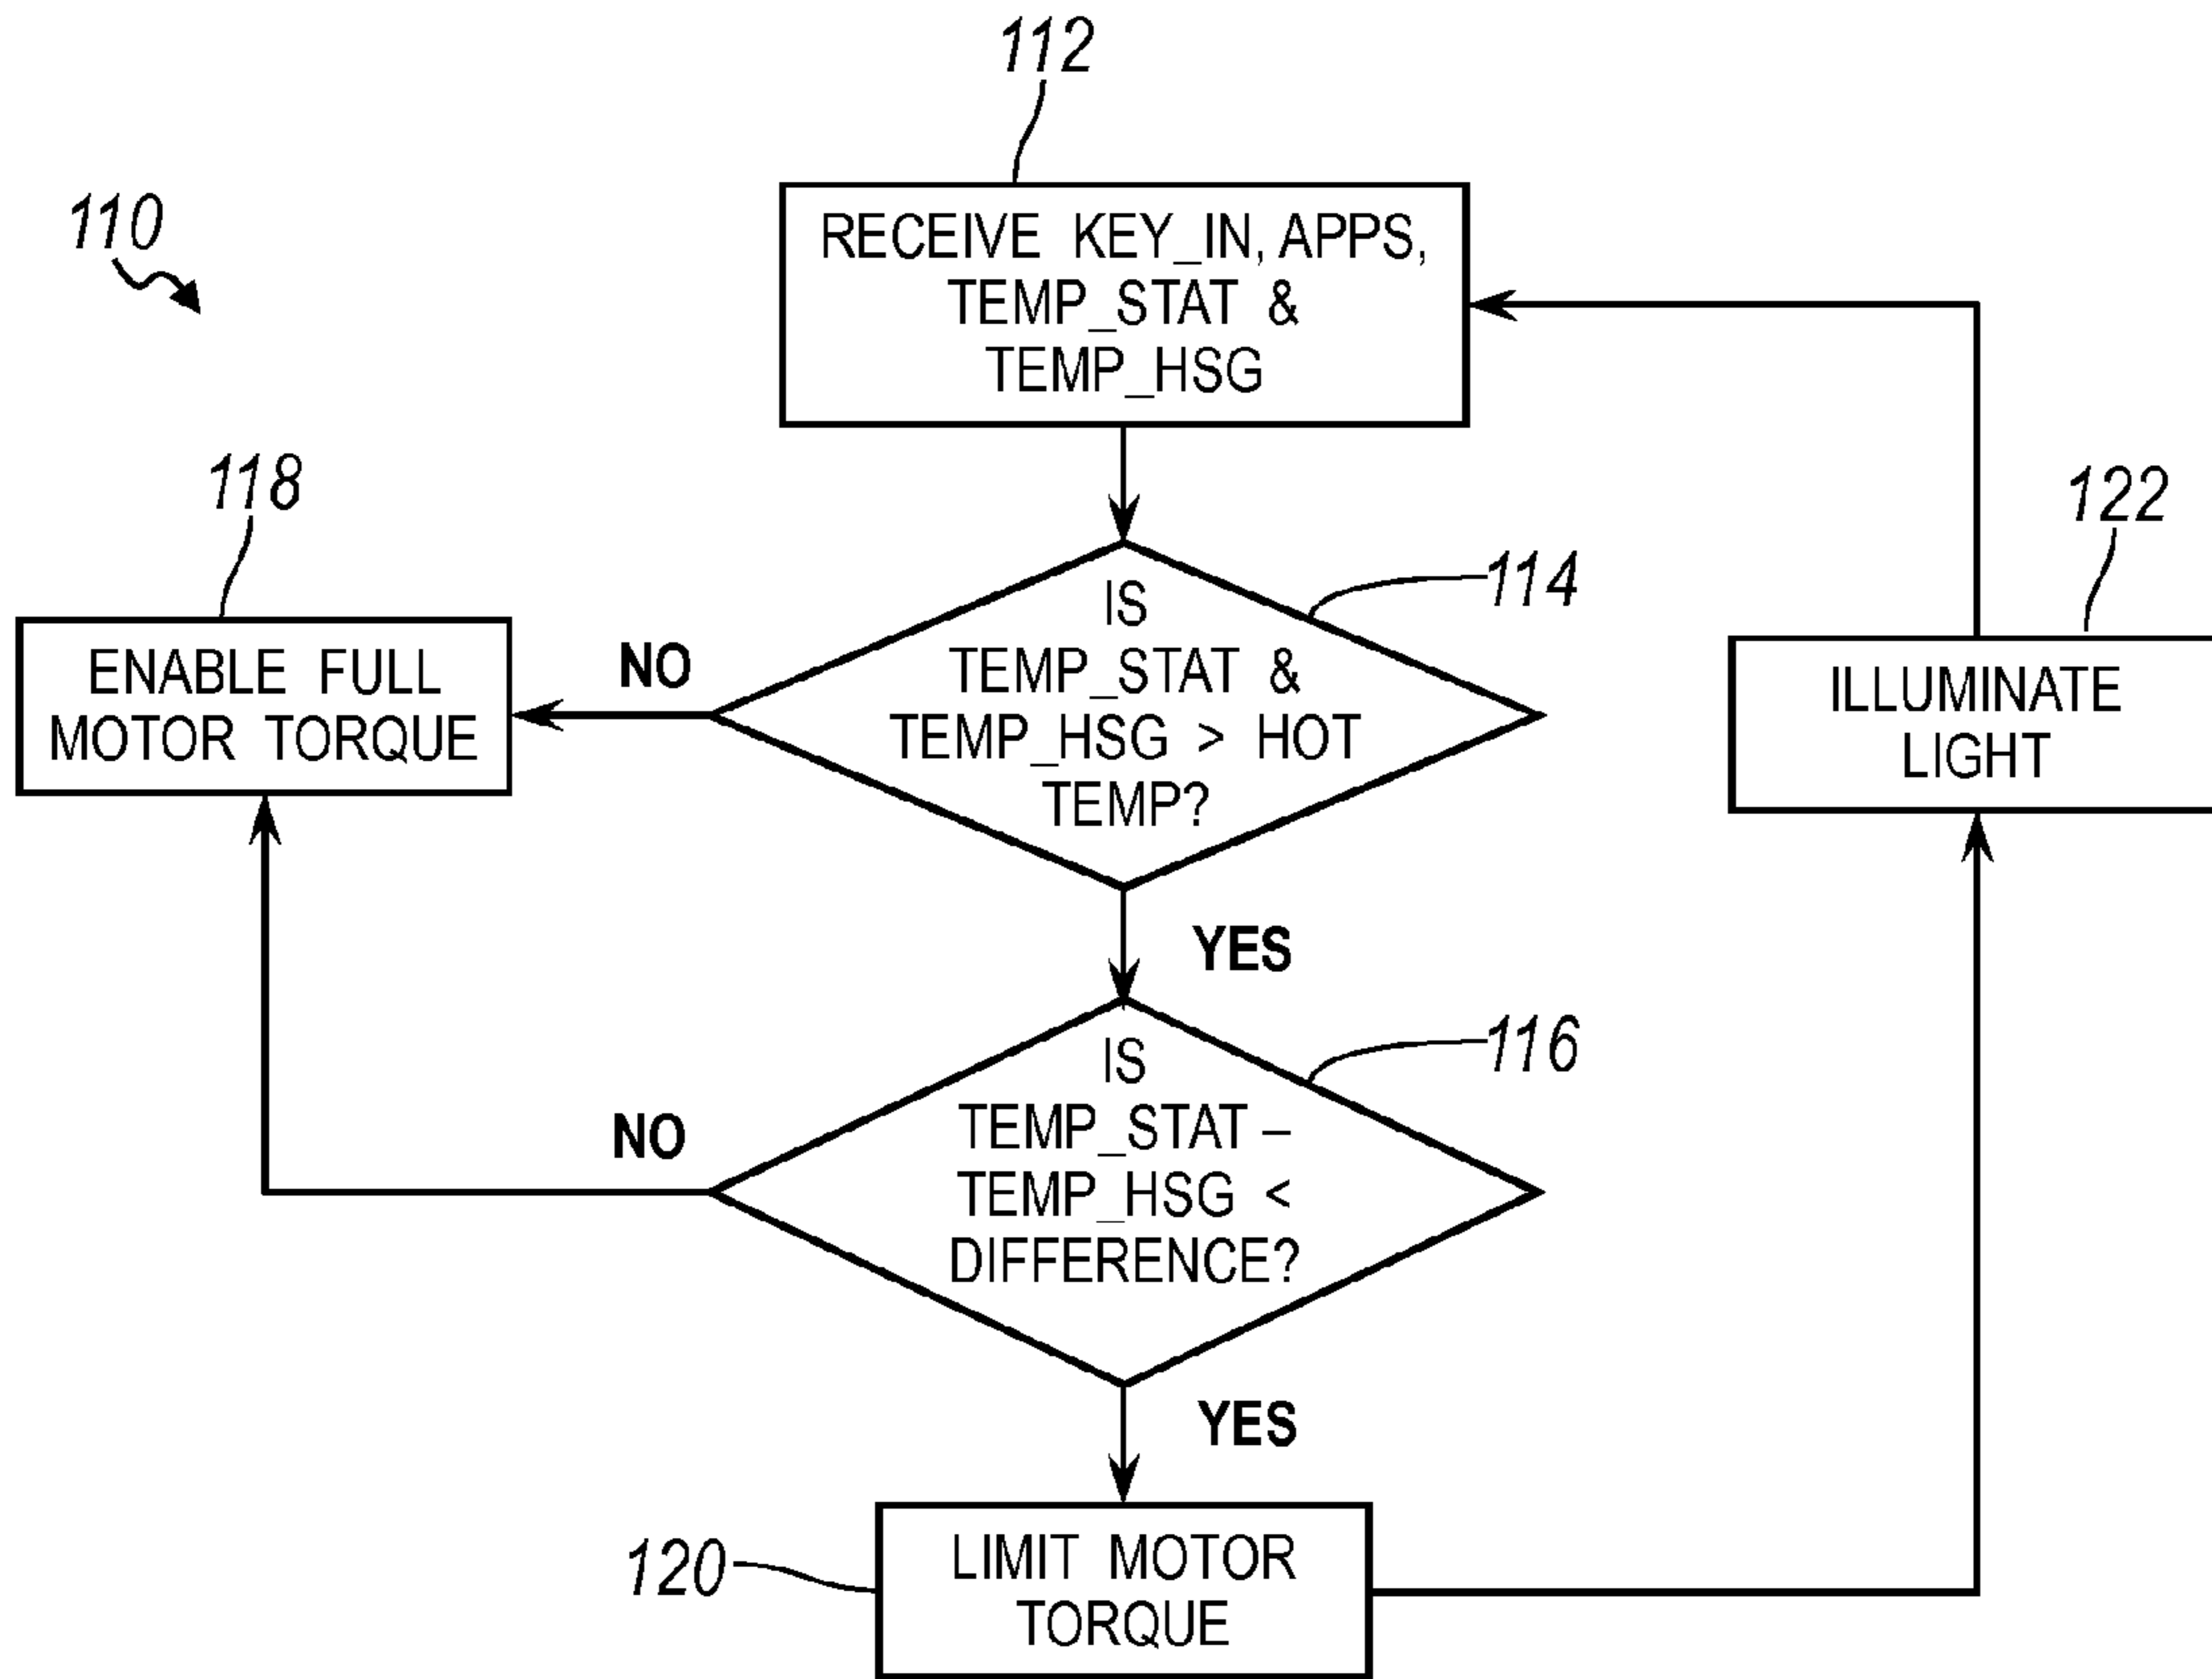 112
110
RECEIVE KEY_IN, APPS,
TEMP_STAT &
TEMP_HSG
118
122
114
ENABLE FULL
MOTOR TORQUE
NO
IS
TEMP_STAT &
TEMP_HSG > HOT
TEMP?
ILLUMINATE
LIGHT
YES
116
NO
IS
TEMP_STAT –
TEMP_HSG <
DIFFERENCE?
YES
120
LIMIT MOTOR
TORQUE